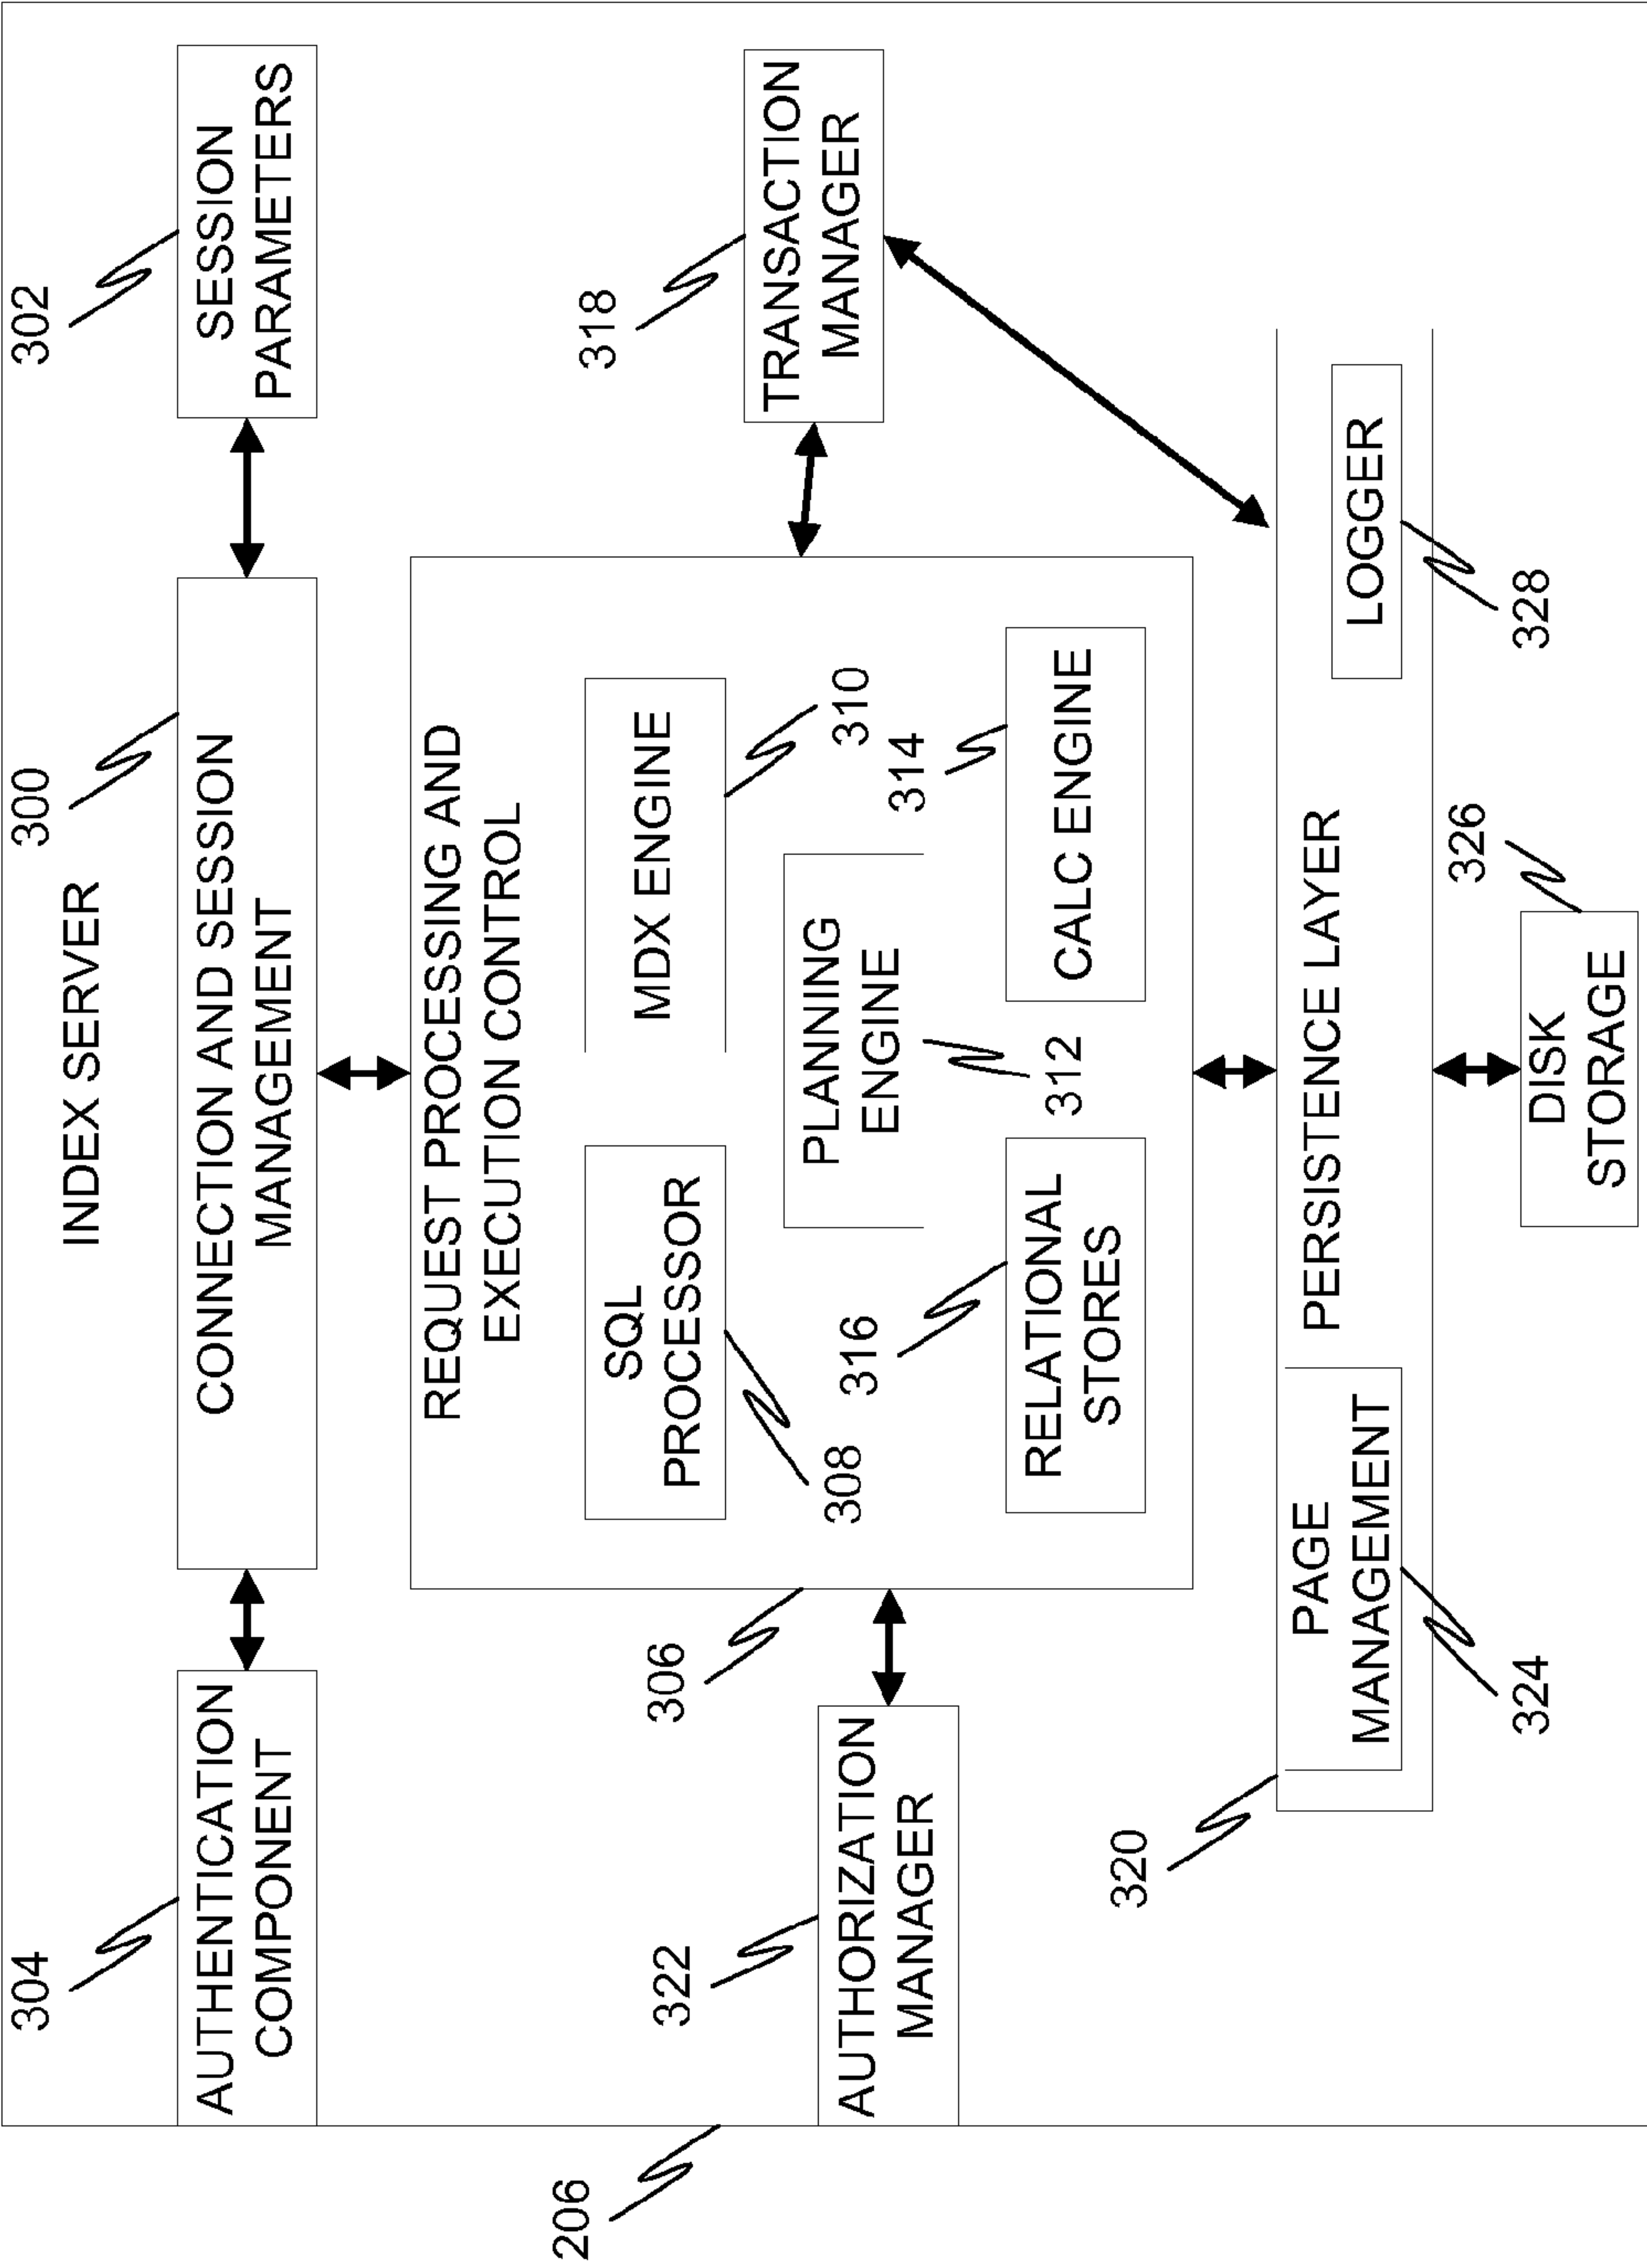 INDEX SERVER
304
300
302
AUTHENTICATION
COMPONENT
CONNECTION AND SESSION
MANAGEMENT
SESSION
PARAMETERS
REQUEST PROCESSING AND
EXECUTION CONTROL
SQL
PROCESSOR
308
MDX ENGINE
310
PLANNING
ENGINE
312
316
RELATIONAL
STORES
314
CALC ENGINE
306
318
TRANSACTION
MANAGER
322
AUTHORIZATION
MANAGER
206
320
PAGE
MANAGEMENT
324
PERSISTENCE LAYER
LOGGER
328
326
DISK
STORAGE